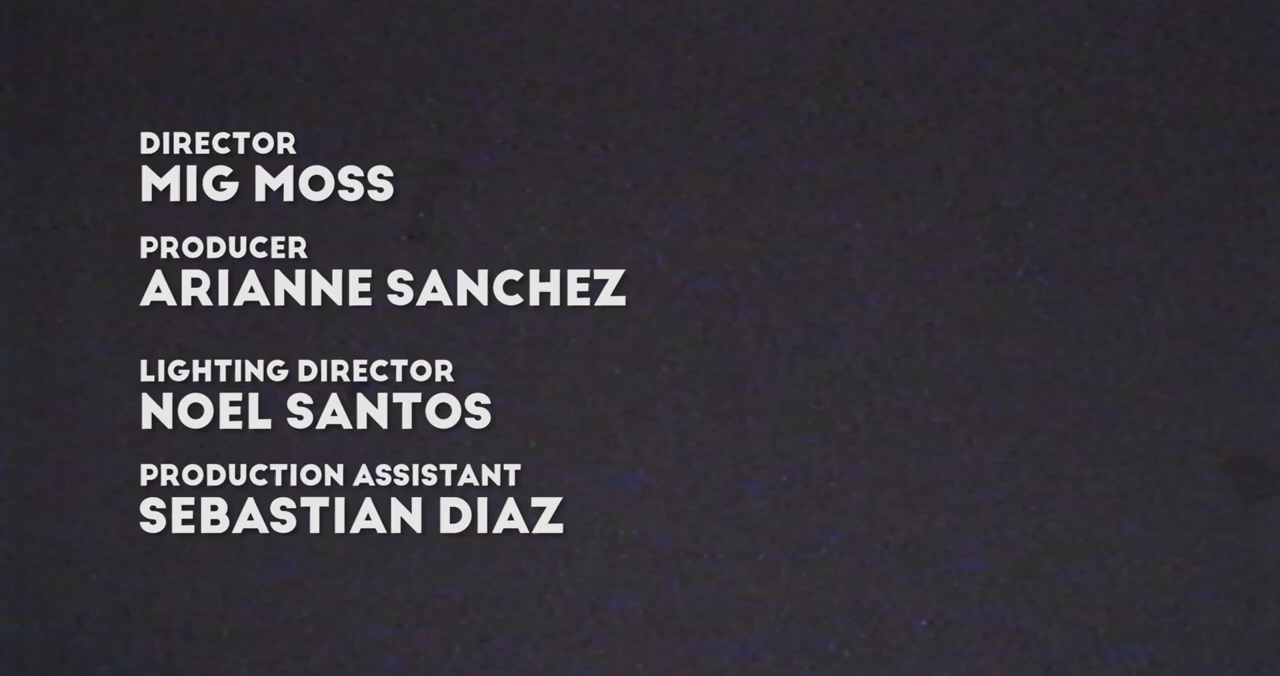 DIRECTOR
MIG MOSS
PRODUCER
ARIANNE SANCHEZ
LIGHTING DIRECTOR
NOEL SANTOS
PRODUCTION ASSISTANT
SEBASTIAN DIAZ